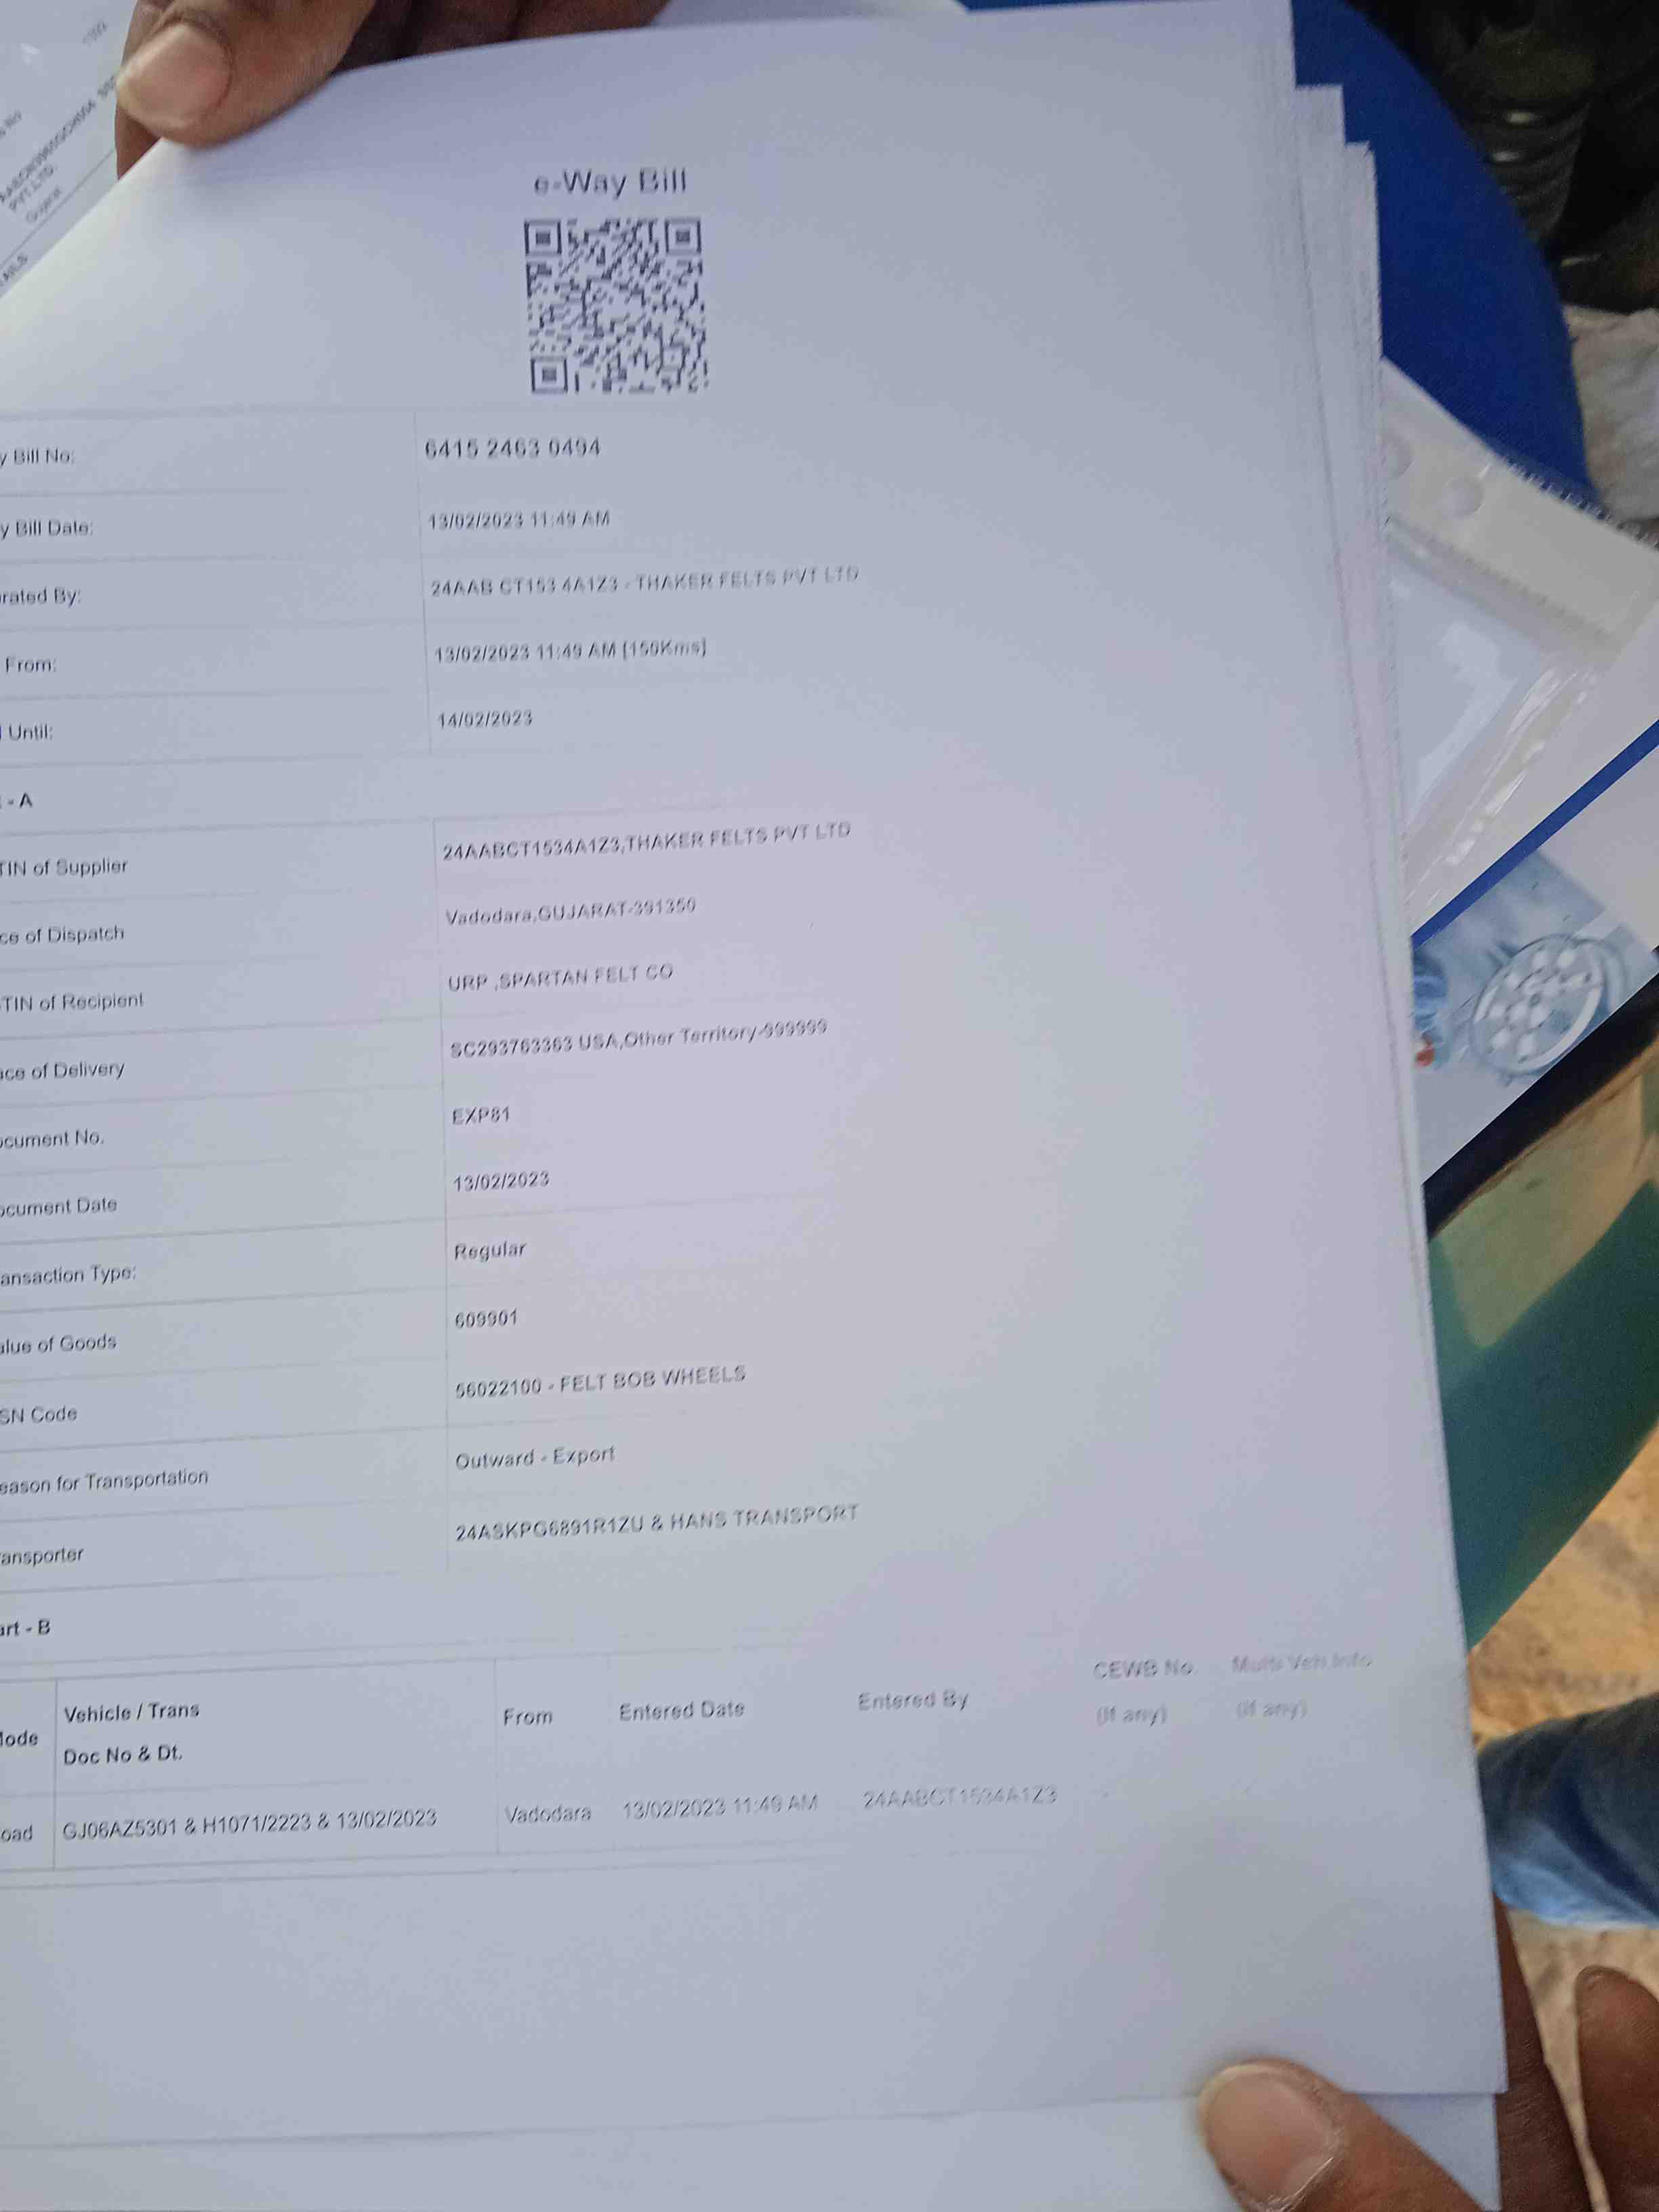 e-Way Bill
y Bill No: 6415 2463 0494
y Bill Date: 13/02/2023 11:49 AM
rated By: 24AAB CT153 4A1Z3 - THAKER FELTS PVT LTD
From: 13/02/2023 11:49 AM [150Kms]
Until: 14/02/2023
- A
TIN of Supplier 24AABCT1534A1Z3,THAKER FELTS PVT LTD
ce of Dispatch Vadodara,GUJARAT-391350
TIN of Recipient URP ,SPARTAN FELT CO
ace of Delivery SC293763363 USA,Other Territory-999999
ocument No. EXP81
ocument Date 13/02/2023
ansaction Type: Regular
alue of Goods 609901
SN Code 56022100 - FELT BOB WHEELS
eason for Transportation Outward - Export
ansporter 24ASKPG6891R1ZU & HANS TRANSPORT
art - B
Mode Vehicle / Trans Doc No & Dt. From Entered Date Entered By CEWB No. (If any) Multi Veh.Info (If any)
oad GJ06AZ5301 & H1071/2223 & 13/02/2023 Vadodara 13/02/2023 11:49 AM 24AABCT1534A1Z3 -
PVT.LTD.
Gujarat